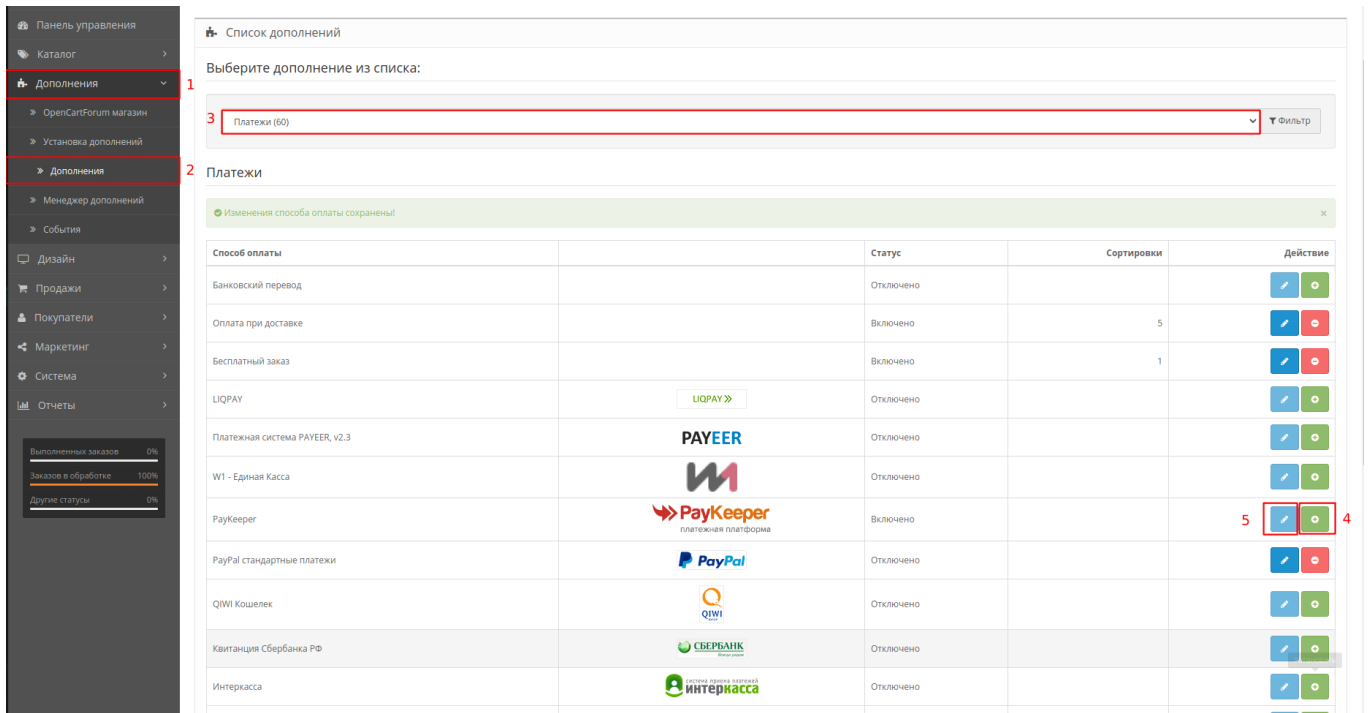 Панель управления
Каталог
Дополнения
1
OpenCartForum магазин
Установка дополнений
Дополнения
2
Менеджер дополнений
События
Дизайн
Продажи
Покупатели
Маркетинг
Система
Отчеты
Выполненных заказов 0%
Заказов в обработке 100%
Другие статусы 0%
Список дополнений
Выберите дополнение из списка:
3 Платежи (60) Фильтр
Платежи
Изменения способа оплаты сохранены! ×
Способ оплаты Статус Сортировки Действие
Банковский перевод Отключено
Оплата при доставке Включено 5
Бесплатный заказ Включено 1
LIQPAY LIQPAY Отключено
Платежная система PAYEER, v2.3 PAYEER Отключено
W1 - Единая Касса Отключено
PayKeeper PayKeeper Включено 5 4
платежная платформа
PayPal стандартные платежи PayPal Отключено
QIWI Кошелек QIWI Отключено
Квитанция Сбербанка РФ СБЕРБАНК Отключено
Интеркасса система приема платежей Отключено
интеркасса